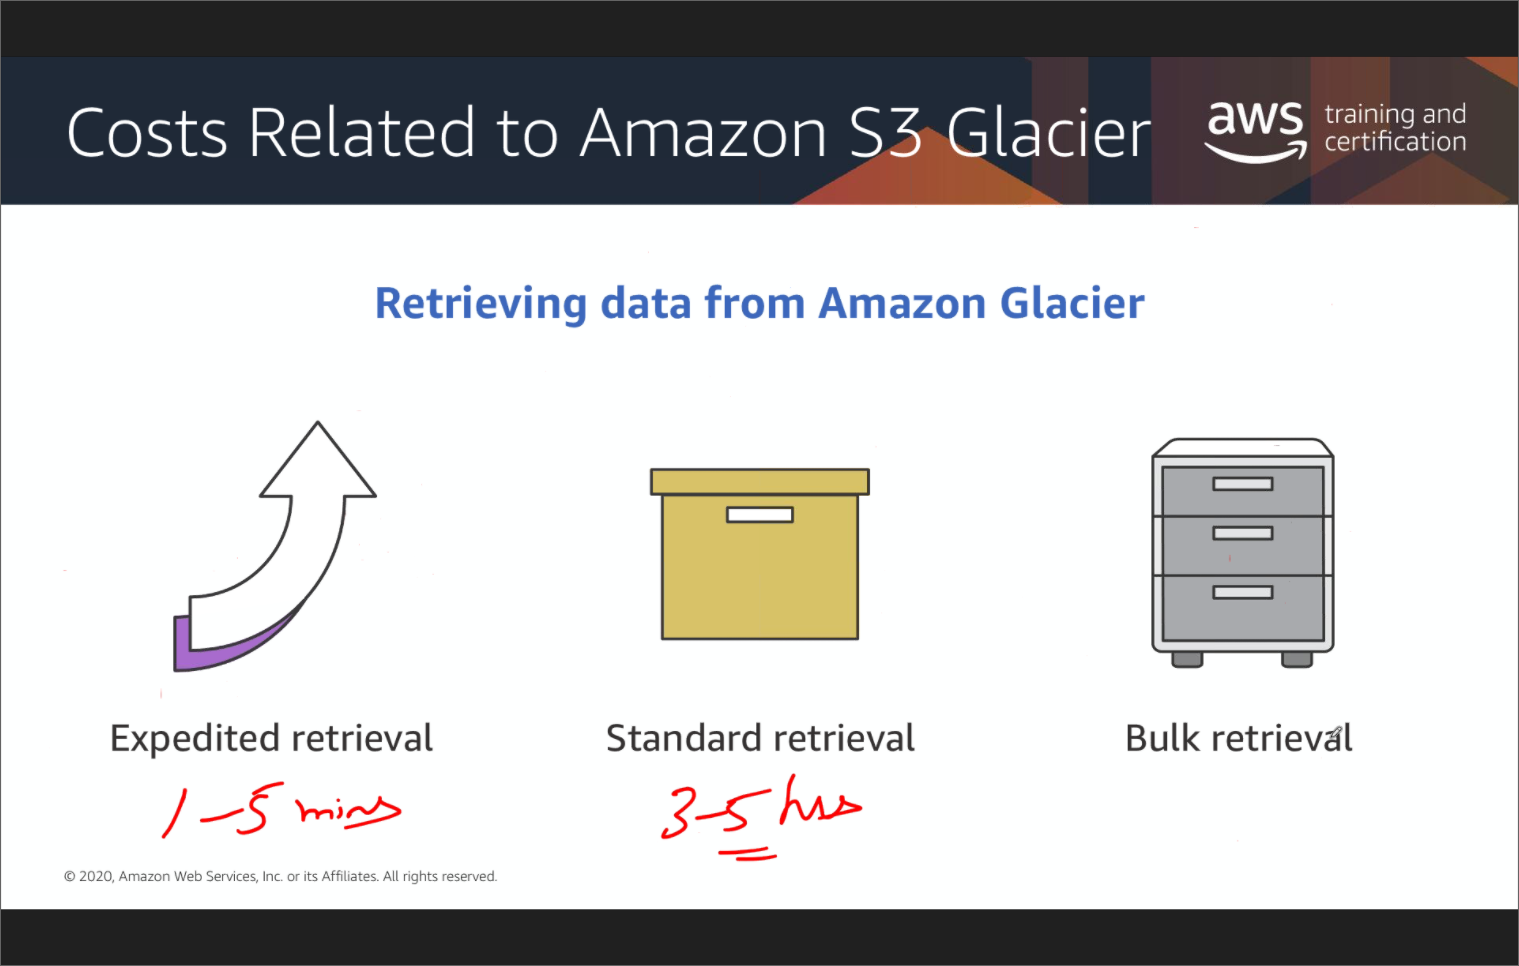 Costs Related to Amazon S3 Glacier
aws training and certification
Retrieving data from Amazon Glacier
Expedited retrieval
Standard retrieval
Bulk retrieval
1-5 mins
3-5 hrs
© 2020, Amazon Web Services, Inc. or its Affiliates. All rights reserved.